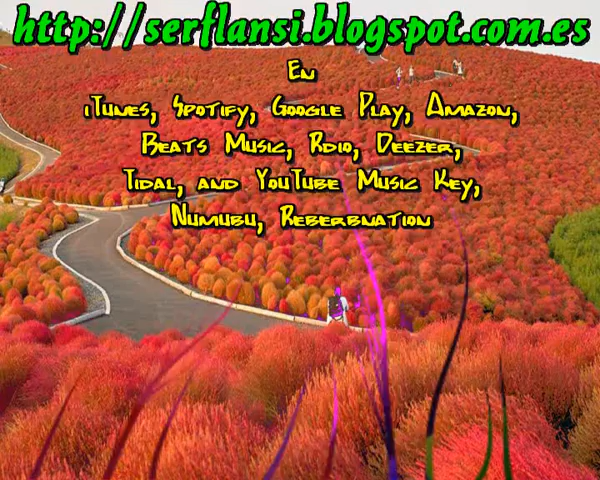 http://serflansi.blogspot.com.es
En
iTunes, Spotify, Google Play, Amazon,
Beats Music, Rdio, Deezer,
Tidal, and YouTube Music Key,
Numubu, Reberbnation